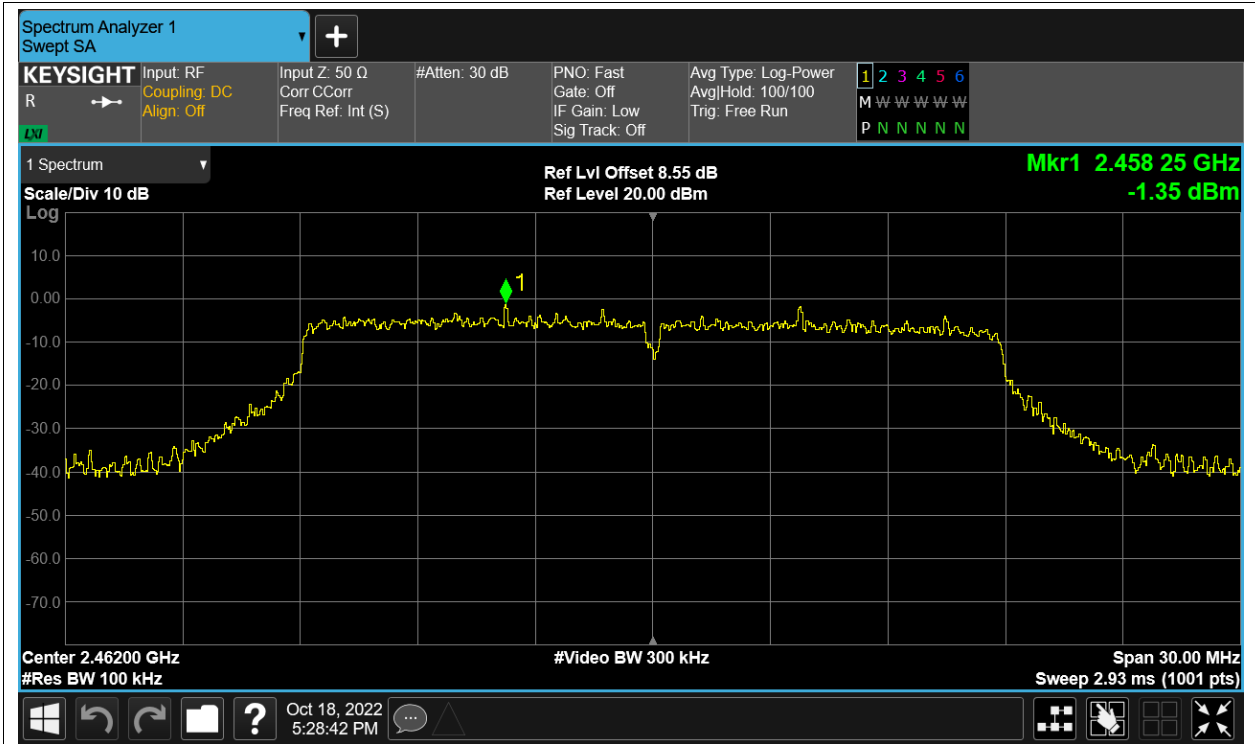 Spectrum Analyzer 1
Swept SA
KEYSIGHT
R
LXI
Input: RF
Coupling: DC
Align: Off
Input Z: 50 Ω
Corr CCorr
Freq Ref: Int (S)
#Atten: 30 dB
PNO: Fast
Gate: Off
IF Gain: Low
Sig Track: Off
Avg Type: Log-Power
Avg|Hold: 100/100
Trig: Free Run
1 2 3 4 5 6
M W W W W W
P N N N N N
1 Spectrum
Scale/Div 10 dB
Log
Ref Lvl Offset 8.55 dB
Ref Level 20.00 dBm
Mkr1 2.458 25 GHz
-1.35 dBm
1
10.0
0.00
-10.0
-20.0
-30.0
-40.0
-50.0
-60.0
-70.0
Center 2.46200 GHz
#Res BW 100 kHz
#Video BW 300 kHz
Span 30.00 MHz
Sweep 2.93 ms (1001 pts)
?
Oct 18, 2022
5:28:42 PM